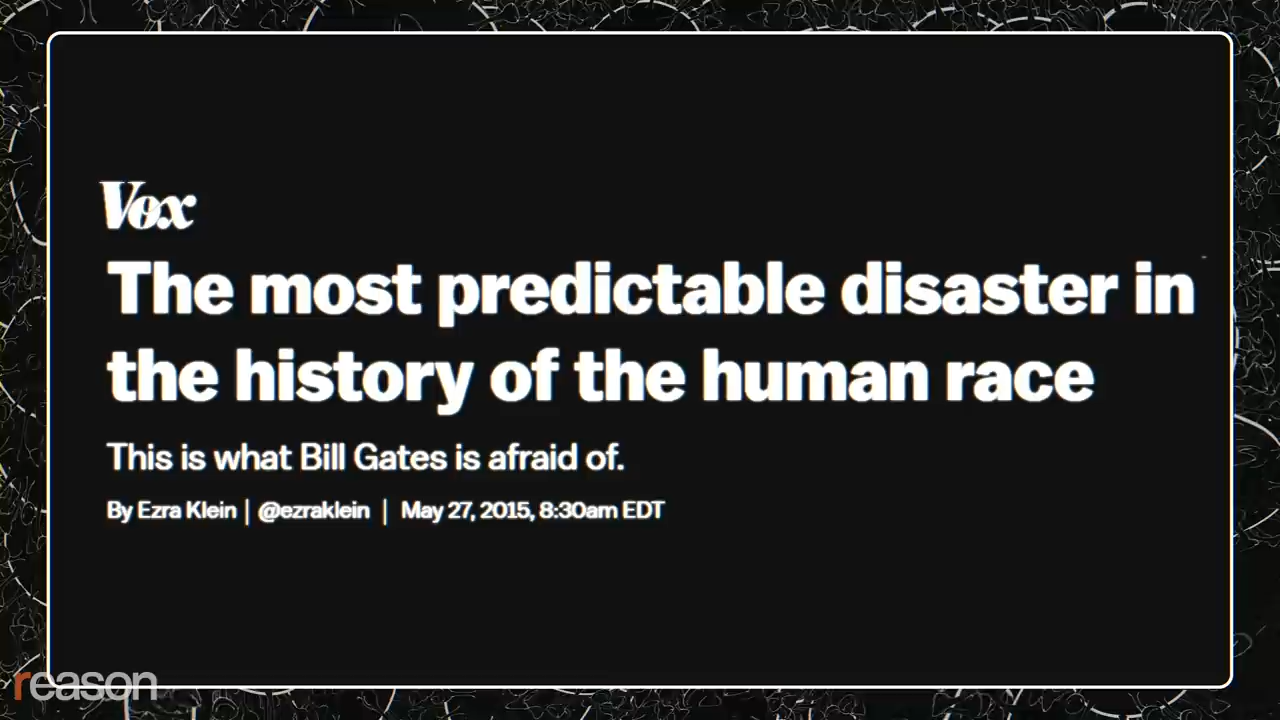 Vox
The most predictable disaster in
the history of the human race
This is what Bill Gates is afraid of.
By Ezra Klein | @ezraklein | May 27, 2015, 8:30am EDT
reason